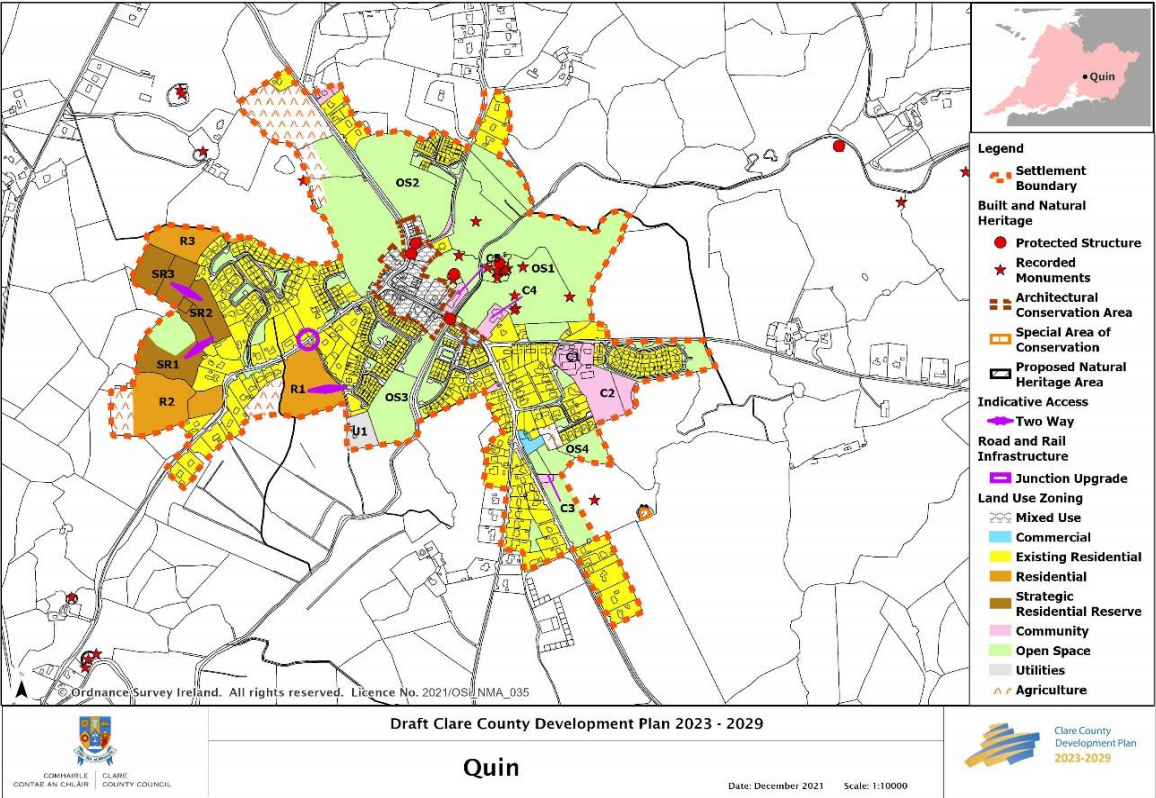 Quin
Legend
Settlement
Boundary
Built and Natural
Heritage
Protected Structure
Recorded
Monuments
Architectural
Conservation Area
Special Area of
Conservation
Proposed Natural
Heritage Area
Indicative Access
Two Way
Road and Rail
Infrastructure
Junction Upgrade
Land Use Zoning
Mixed Use
Commercial
Existing Residential
Residential
Strategic
Residential Reserve
Community
Open Space
Utilities
Agriculture
OS2
R3
SR3
SR2
SR1
R2
R1
OS1
C4
C1
C2
OS3
U1
OS4
C3
© Ordnance Survey Ireland. All rights reserved. Licence No. 2021/OSi_NMA_035
COMHAIRLE CLARE
CONTAE AN CHLÁIR COUNTY COUNCIL
Draft Clare County Development Plan 2023 - 2029
Quin
Date: December 2021 Scale: 1:10000
Clare County
Development Plan
2023-2029